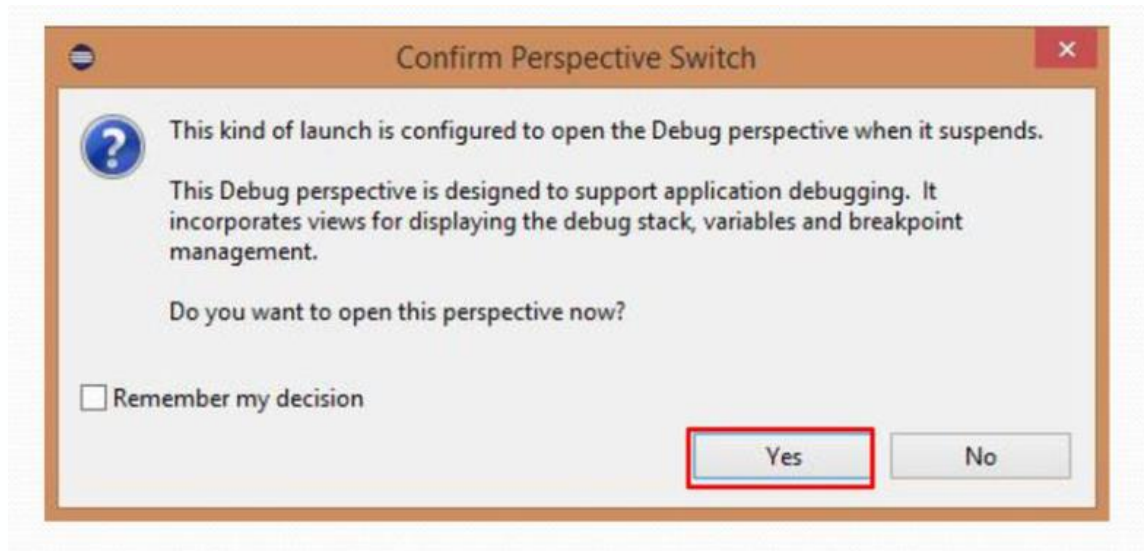 Confirm Perspective Switch
This kind of launch is configured to open the Debug perspective when it suspends.
This Debug perspective is designed to support application debugging. It
incorporates views for displaying the debug stack, variables and breakpoint
management.
Do you want to open this perspective now?
Remember my decision
Yes No